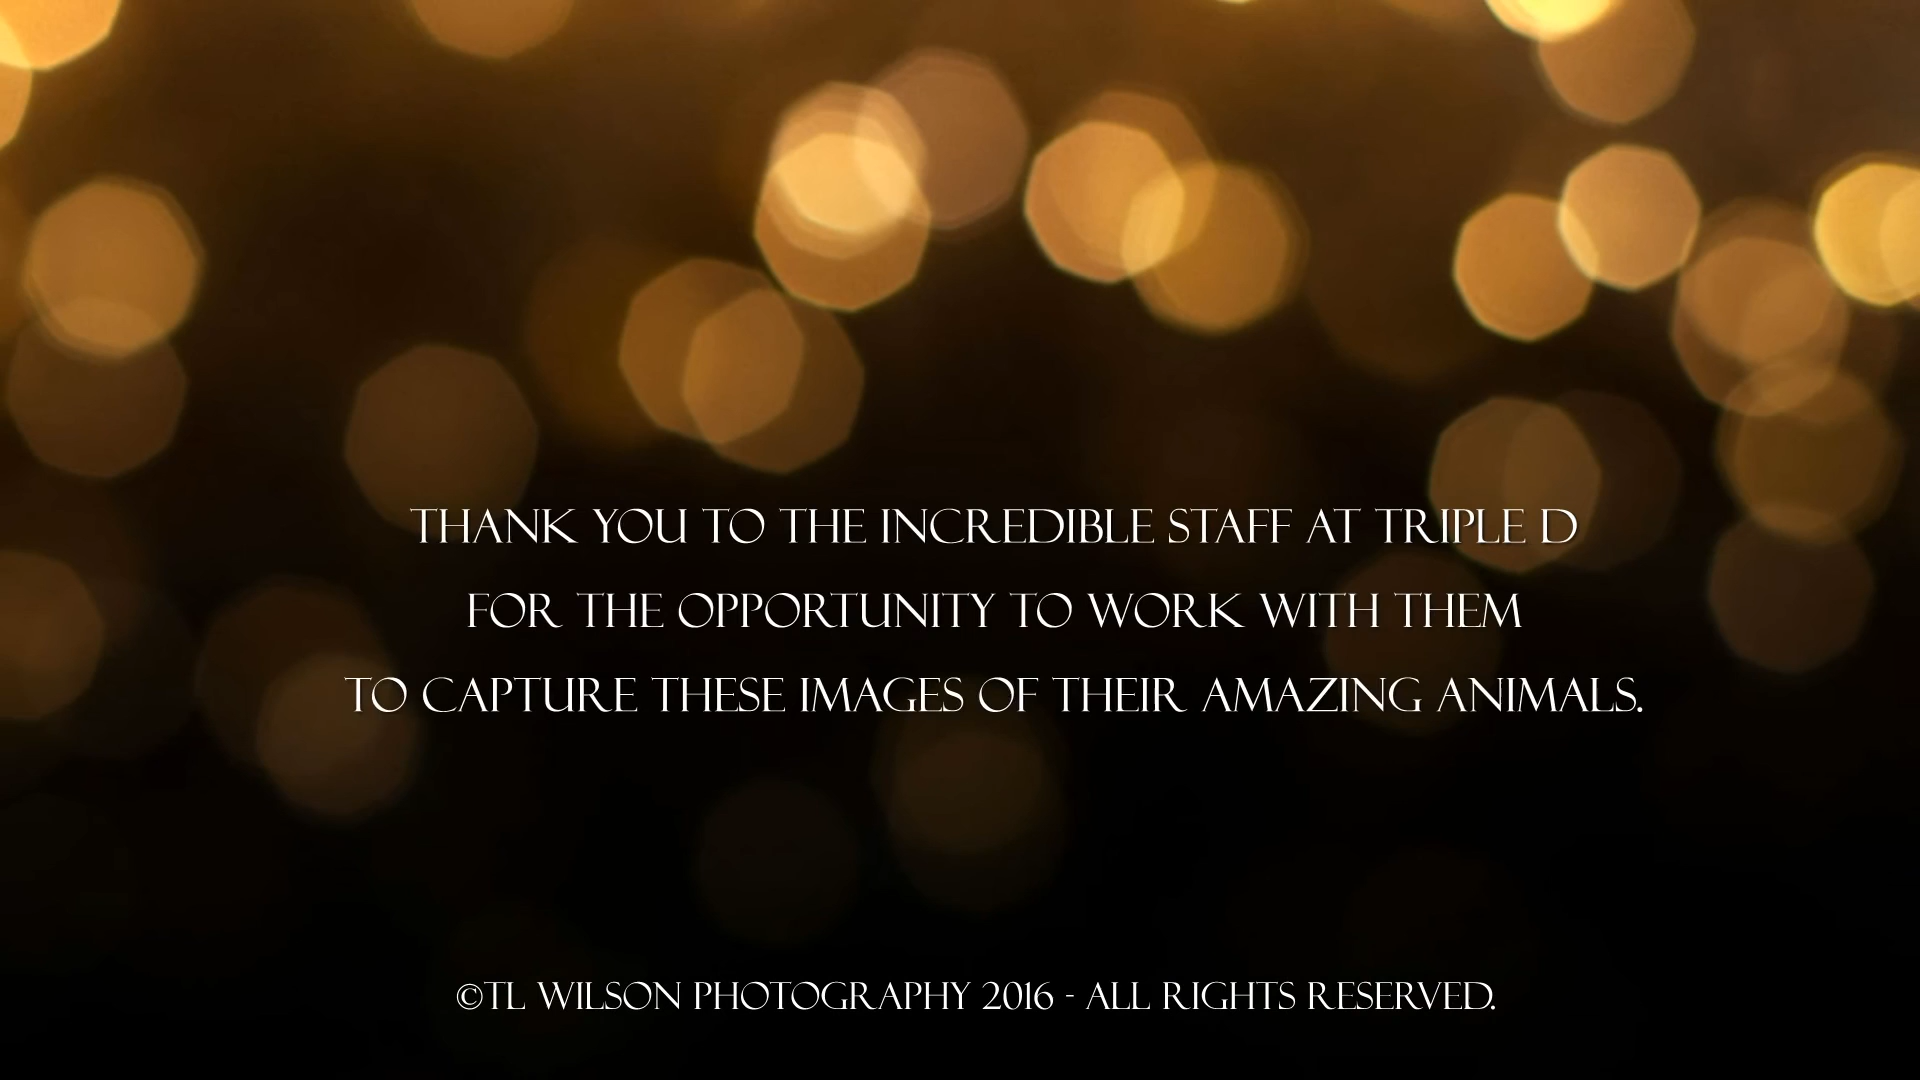 THANK YOU TO THE INCREDIBLE STAFF AT TRIPLE D
FOR THE OPPORTUNITY TO WORK WITH THEM
TO CAPTURE THESE IMAGES OF THEIR AMAZING ANIMALS.
©TL WILSON PHOTOGRAPHY 2016 - ALL RIGHTS RESERVED.